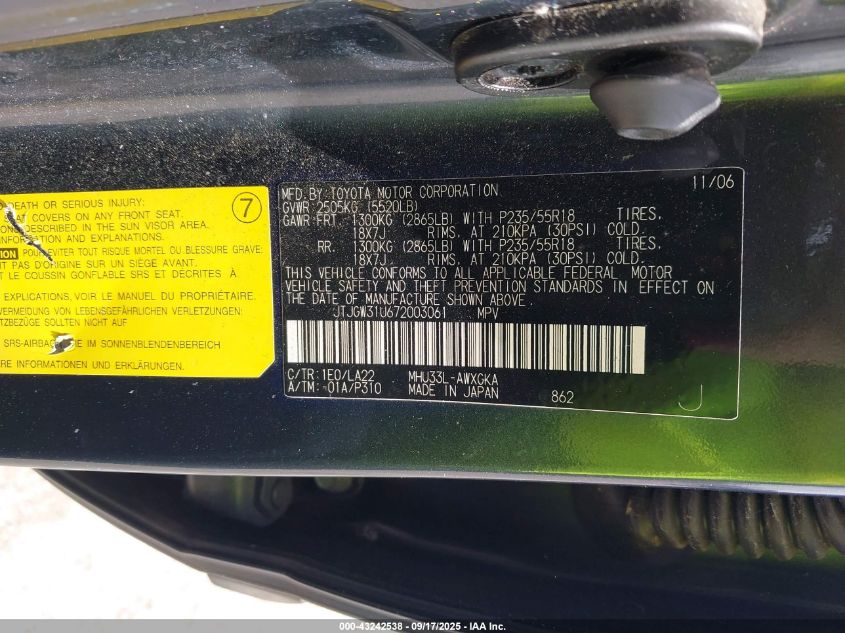 DEATH OR SERIOUS INJURY:
S COVERS ON ANY FRONT SEAT.
DESCRIBED IN THE SUN VISOR AREA.
INFORMATION AND EXPLANATIONS.
7
POUR EVITER TOUT RISQUE MORTEL OU BLESSURE GRAVE:
PAS D'ORIGINE SUR UN SIÈGE AVANT.
LE COUSSIN GONFLABLE SRS ET DÉCRITES À
EXPLICATIONS, VOIR LE MANUEL DU PROPRIÉTAIRE.
VERMEIDUNG VON LEBENSGEFÄHRLICHEN VERLETZUNGEN:
SITZBEZÜGE SOLLTEN NICHT AUF
SRS-AIRBAG IM SONNENBLENDENBEREICH
ERE INFORMATIONEN UND ERKLÄRUNGEN.
MFD.BY:TOYOTA MOTOR CORPORATION 11/06
GVWR:2505KG (5520LB)
GAWR:FRT. 1300KG (2865LB) WITH P235/55R18 TIRES,
18X7J RIMS, AT 210KPA (30PSI) COLD.
RR. 1300KG (2865LB) WITH P235/55R18 TIRES,
18X7J RIMS, AT 210KPA (30PSI) COLD.
THIS VEHICLE CONFORMS TO ALL APPLICABLE FEDERAL MOTOR
VEHICLE SAFETY AND THEFT PREVENTION STANDARDS IN EFFECT ON
THE DATE OF MANUFACTURE SHOWN ABOVE.
JTJGW31U672003061 MPV
C/TR:1E0/LA22 MHU33L-AWXGKA
A/TM:-01A/P310 MADE IN JAPAN 862
J
000-43242538 - 09/17/2025 - IAA Inc.